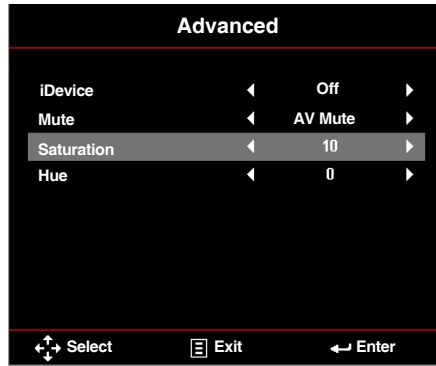 Advanced
iDevice Off
Mute AV Mute
Saturation 10
Hue 0
Select Exit Enter